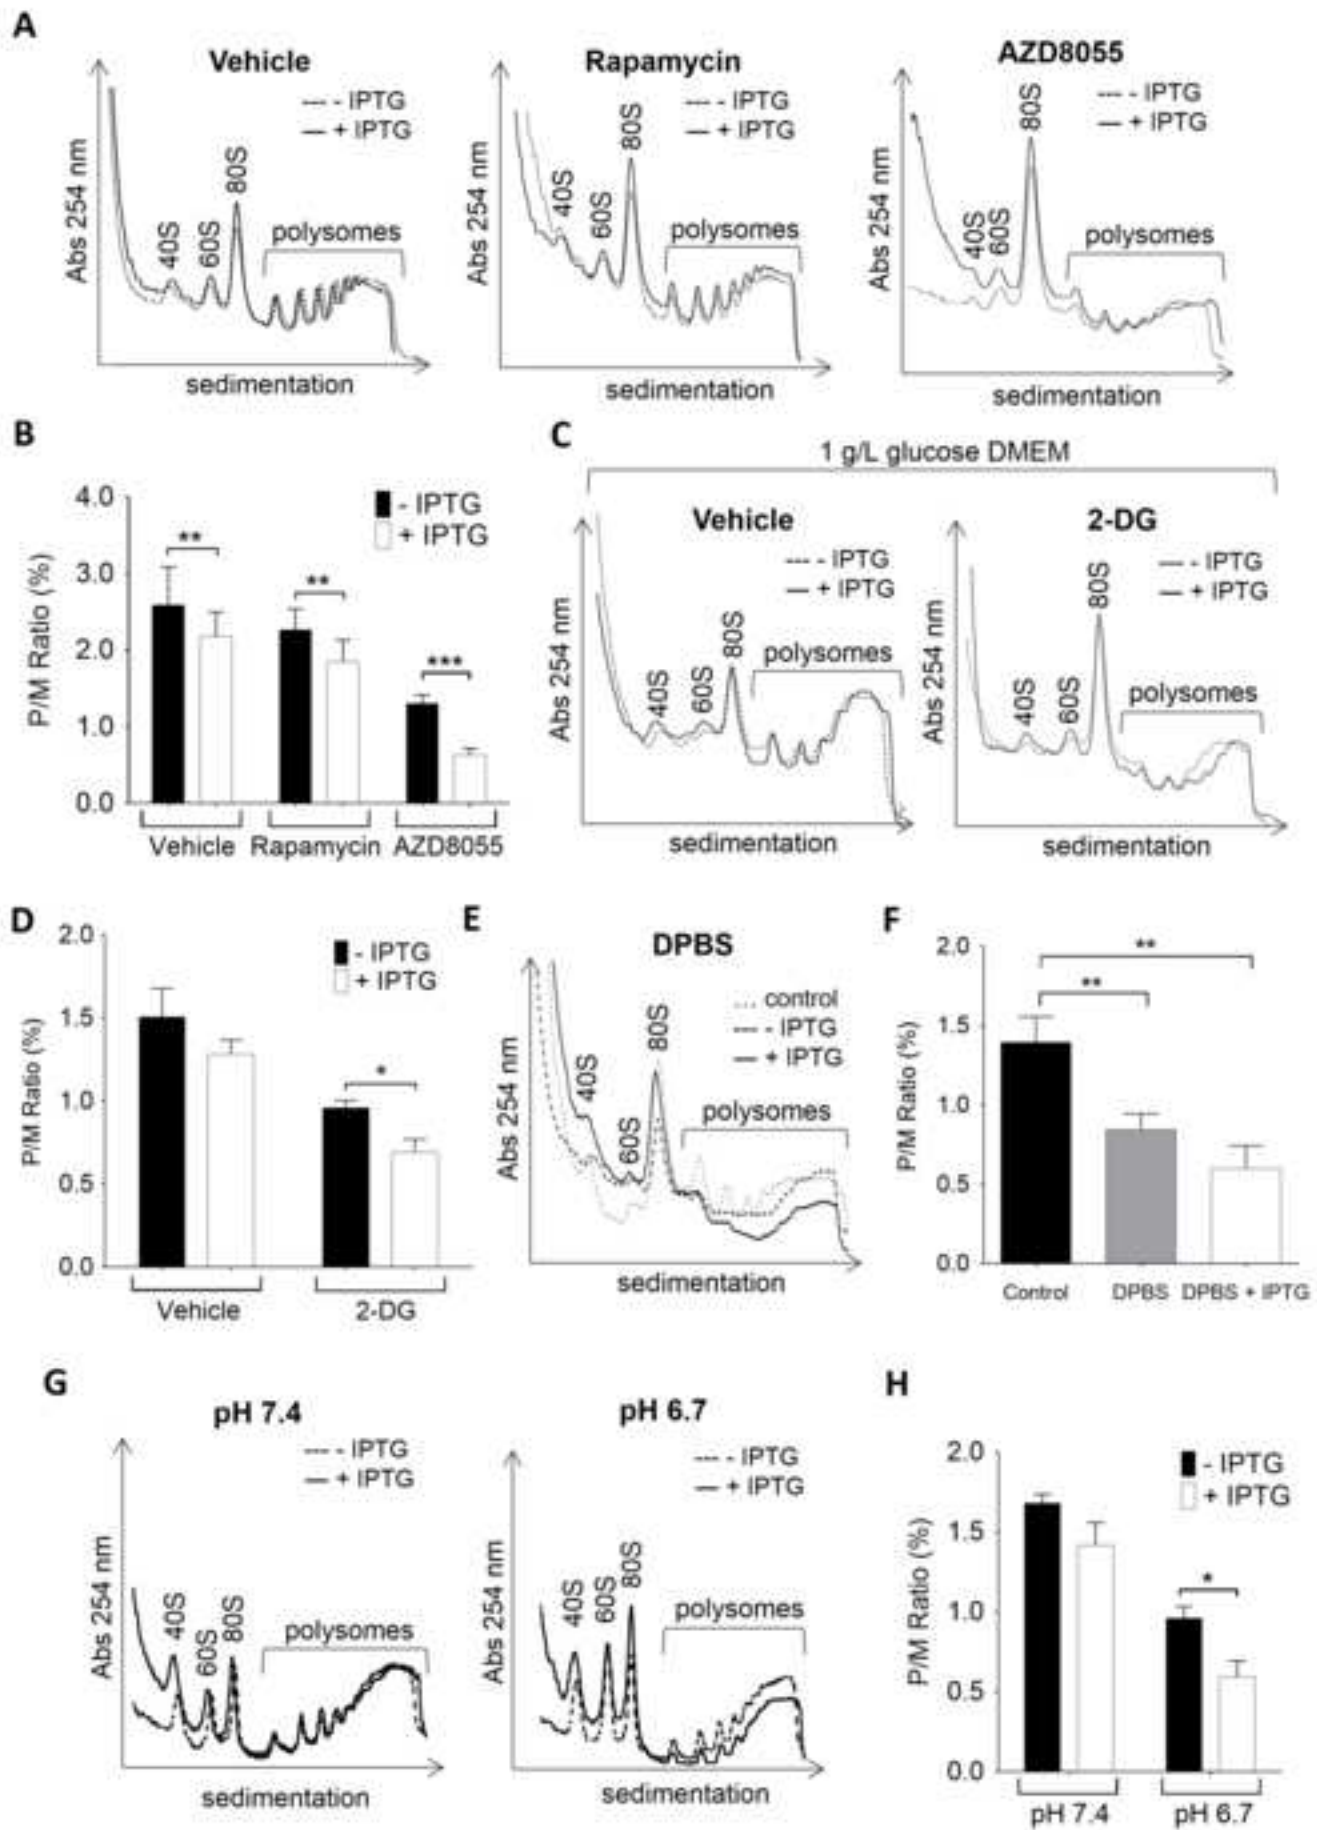 A
Vehicle
- IPTG
+ IPTG
Abs 254 nm
40S
60S
80S
polysomes
sedimentation
Rapamycin
- IPTG
+ IPTG
Abs 254 nm
40S
60S
80S
polysomes
sedimentation
AZD8055
- IPTG
+ IPTG
Abs 254 nm
40S
60S
80S
polysomes
sedimentation
B
P/M Ratio (%)
4.0
3.0
2.0
1.0
0.0
- IPTG
+ IPTG
**
**
***
Vehicle Rapamycin AZD8055
C
1 g/L glucose DMEM
Vehicle
- IPTG
+ IPTG
Abs 254 nm
40S
60S
80S
polysomes
sedimentation
2-DG
- IPTG
+ IPTG
Abs 254 nm
40S
60S
80S
polysomes
sedimentation
D
P/M Ratio (%)
2.0
1.5
1.0
0.5
0.0
- IPTG
+ IPTG
*
Vehicle 2-DG
E
DPBS
control
- IPTG
+ IPTG
Abs 254 nm
40S
60S
80S
polysomes
sedimentation
F
P/M Ratio (%)
2.0
1.5
1.0
0.5
0.0
**
**
Control DPBS DPBS + IPTG
G
pH 7.4
- IPTG
+ IPTG
Abs 254 nm
40S
60S
80S
polysomes
sedimentation
pH 6.7
- IPTG
+ IPTG
Abs 254 nm
40S
60S
80S
polysomes
sedimentation
H
P/M Ratio (%)
2.0
1.5
1.0
0.5
0.0
- IPTG
+ IPTG
*
pH 7.4 pH 6.7